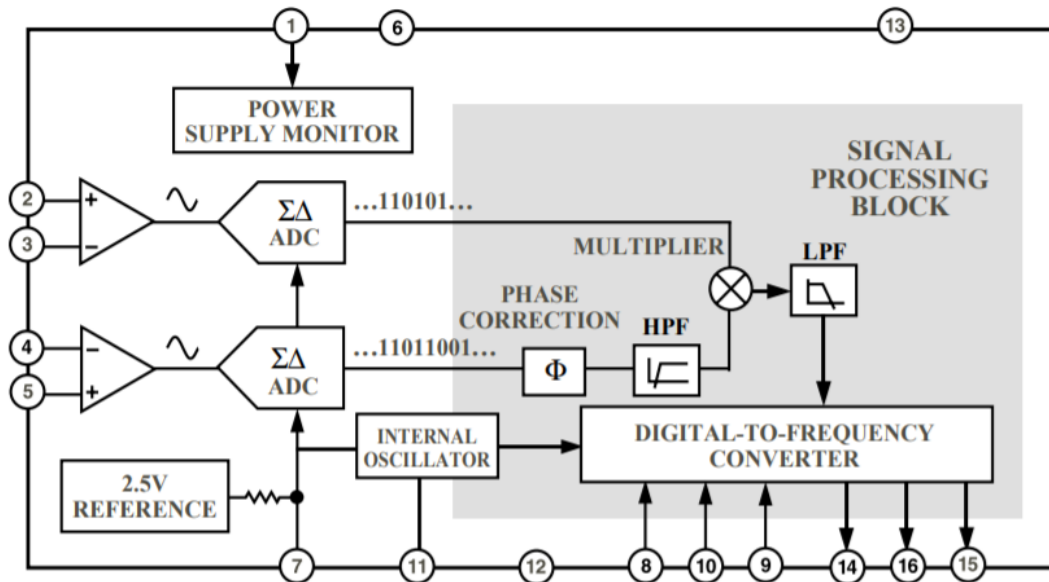 1
6
13
POWER
SUPPLY MONITOR
SIGNAL
PROCESSING
BLOCK
2
+
3
−
ΣΔ
ADC
...110101...
MULTIPLIER
LPF
PHASE
CORRECTION
HPF
4
−
5
+
ΣΔ
ADC
...11011001...
Φ
INTERNAL
OSCILLATOR
DIGITAL-TO-FREQUENCY
CONVERTER
2.5V
REFERENCE
7
11
12
8
10
9
14
16
15